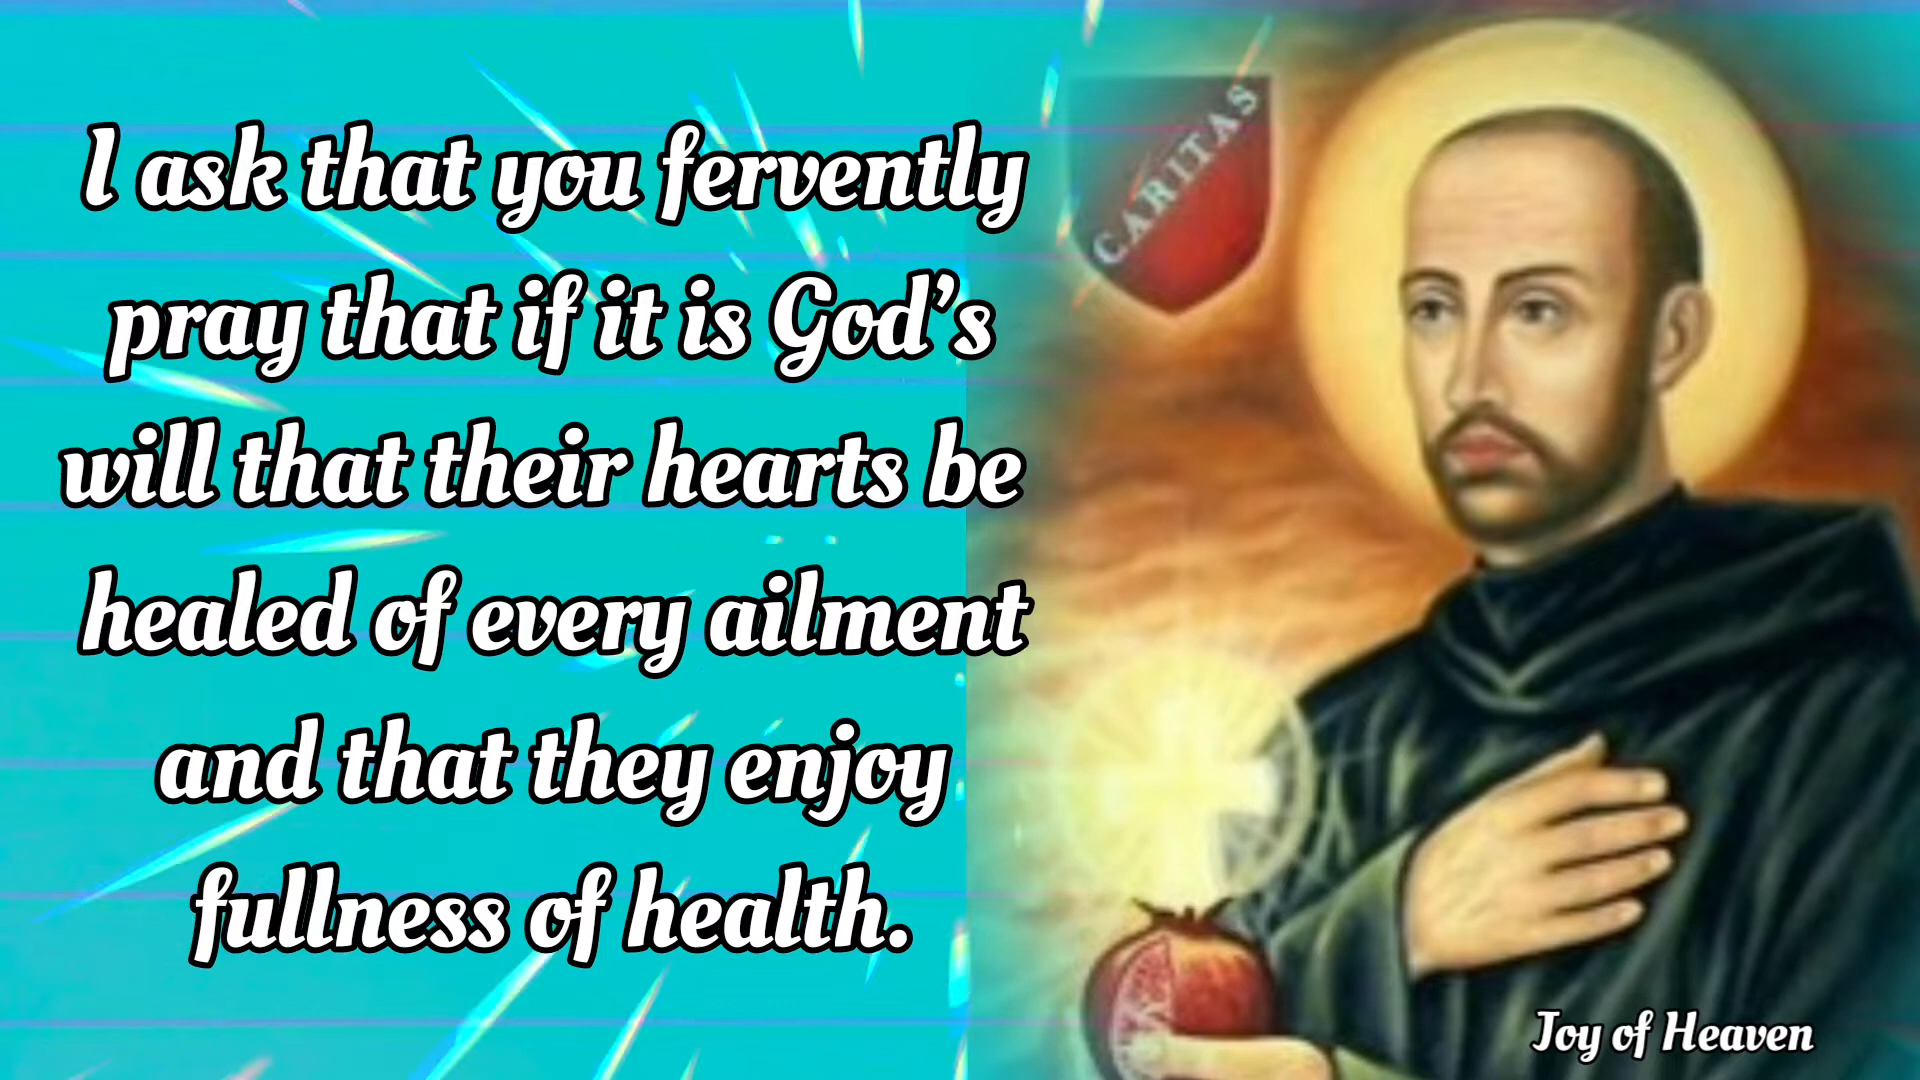 I ask that you fervently
pray that if it is God's
will that their hearts be
healed of every ailment
and that they enjoy
fullness of health.
CARITAS
Joy of Heaven